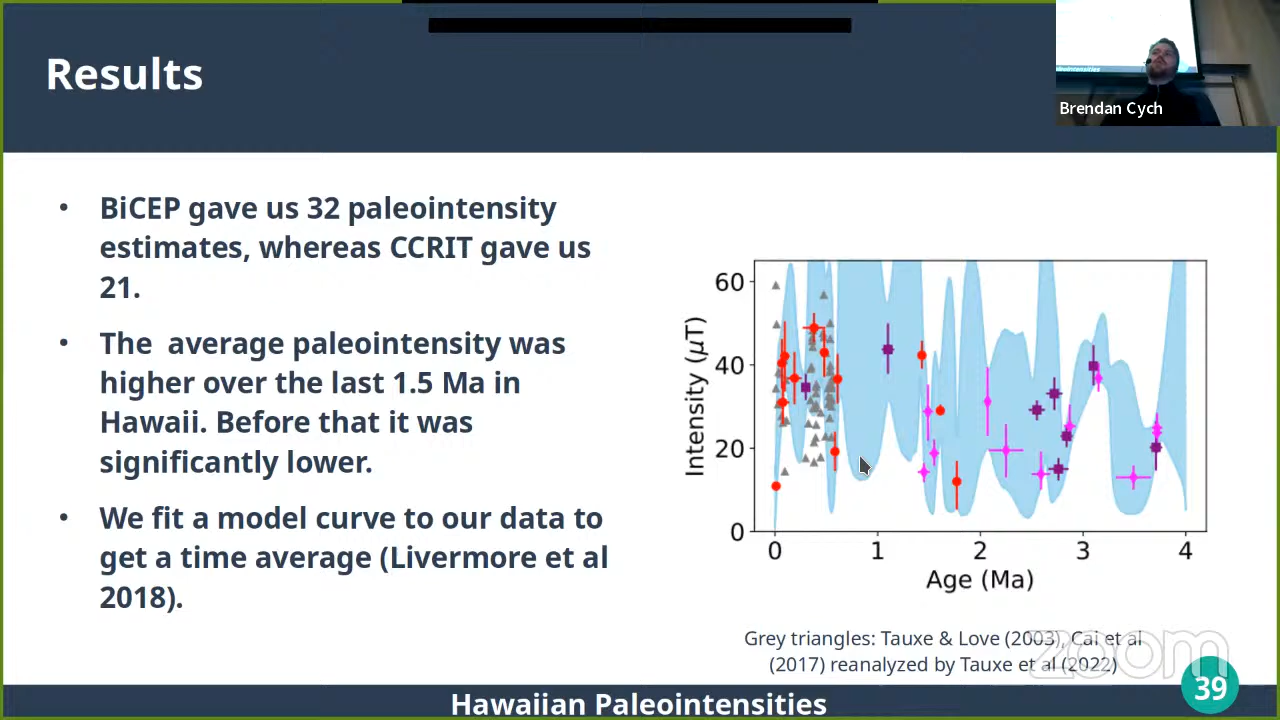 Results
Brendan Cych
• BiCEP gave us 32 paleointensity
estimates, whereas CCRIT gave us
21.
• The  average paleointensity was
higher over the last 1.5 Ma in
Hawaii. Before that it was
significantly lower.
• We fit a model curve to our data to
get a time average (Livermore et al
2018).
Intensity (μT)
60
40
20
0
0 1 2 3 4
Age (Ma)
Grey triangles: Tauxe & Love (2003), Cai et al
(2017) reanalyzed by Tauxe et al (2022)
zoom
Hawaiian Paleointensities
39